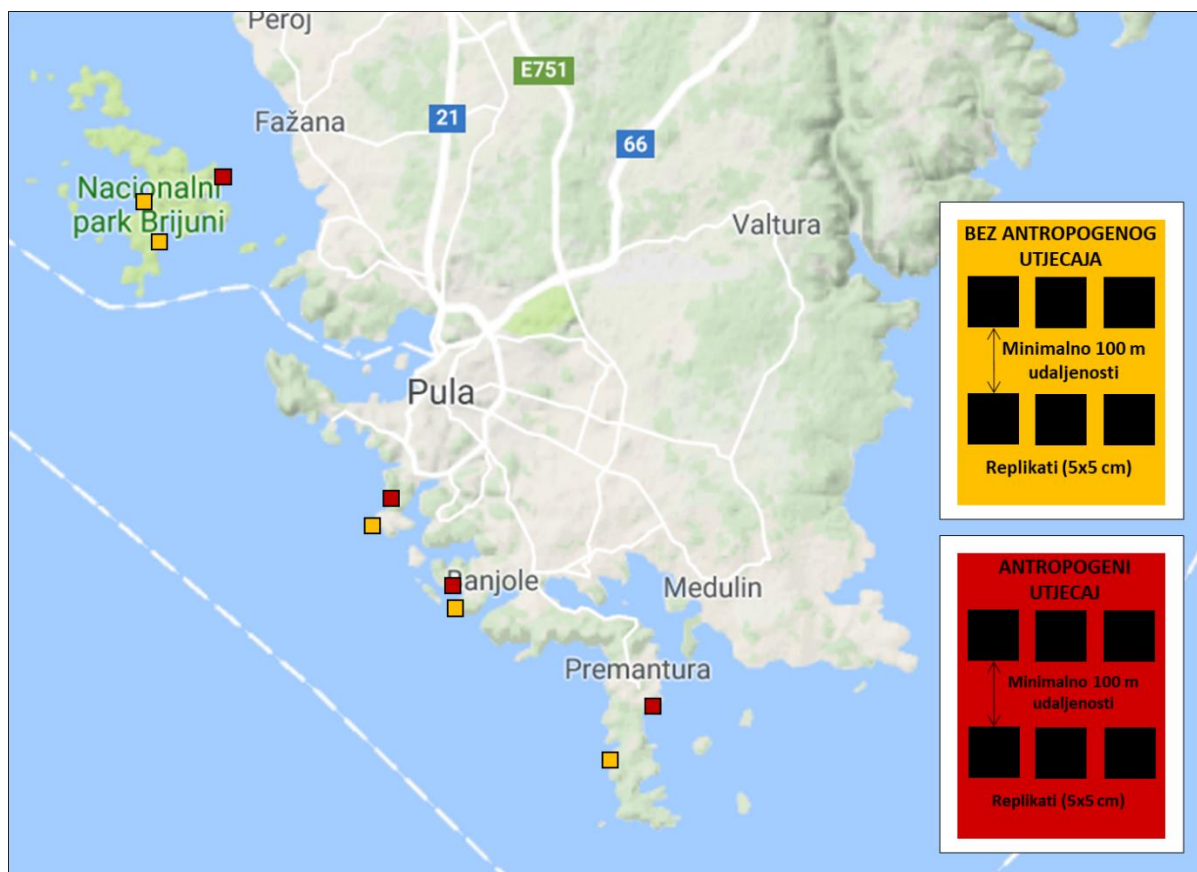 Peroj
E751
Fažana
21
66
Nacionalni
park Brijuni
Valtura
Pula
Banjole
Medulin
Premantura
BEZ ANTROPOGENOG
UTJECAJA
Minimalno 100 m
udaljenosti
Replikati (5x5 cm)
ANTROPOGENI
UTJECAJ
Minimalno 100 m
udaljenosti
Replikati (5x5 cm)